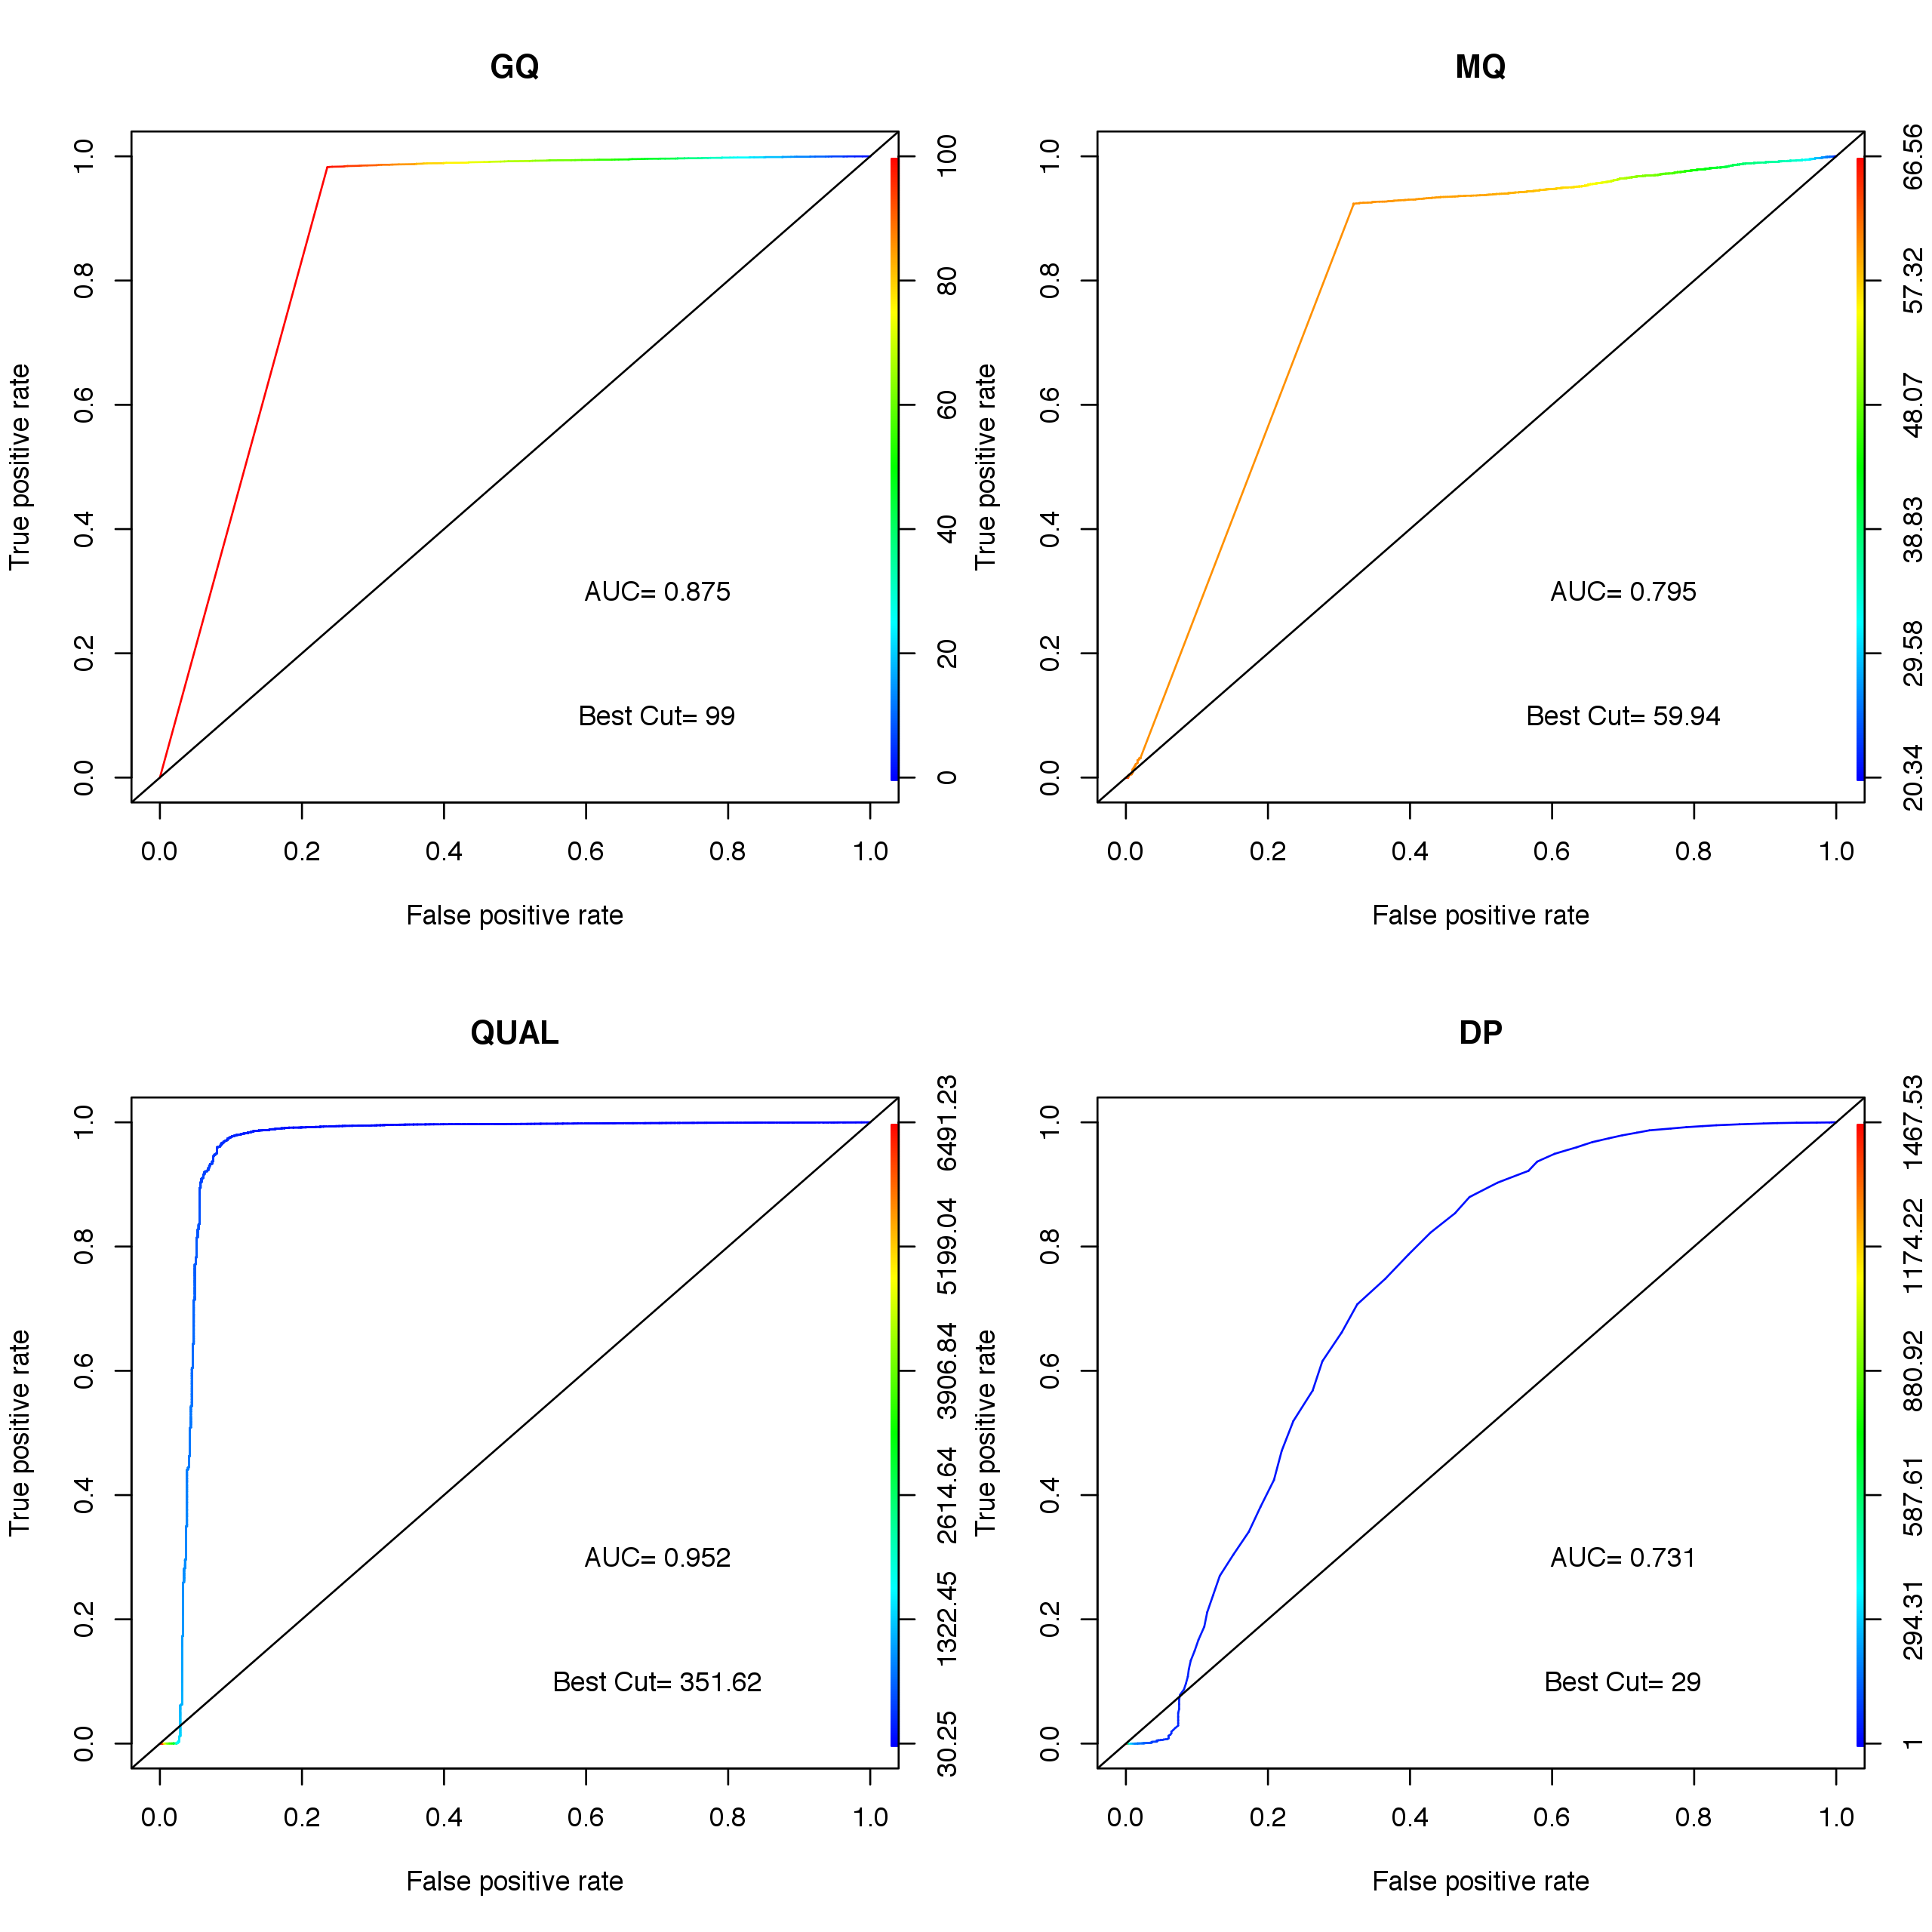 GQ
True positive rate
1.0
0.8
0.6
0.4
0.2
0.0
100
80
60
40
20
0
AUC= 0.875
Best Cut= 99
0.0 0.2 0.4 0.6 0.8 1.0
False positive rate
MQ
True positive rate
1.0
0.8
0.6
0.4
0.2
0.0
66.56
57.32
48.07
38.83
29.58
20.34
AUC= 0.795
Best Cut= 59.94
0.0 0.2 0.4 0.6 0.8 1.0
False positive rate
QUAL
True positive rate
1.0
0.8
0.6
0.4
0.2
0.0
6491.23
5199.04
3906.84
2614.64
1322.45
30.25
AUC= 0.952
Best Cut= 351.62
0.0 0.2 0.4 0.6 0.8 1.0
False positive rate
DP
True positive rate
1.0
0.8
0.6
0.4
0.2
0.0
1467.53
1174.22
880.92
587.61
294.31
1
AUC= 0.731
Best Cut= 29
0.0 0.2 0.4 0.6 0.8 1.0
False positive rate